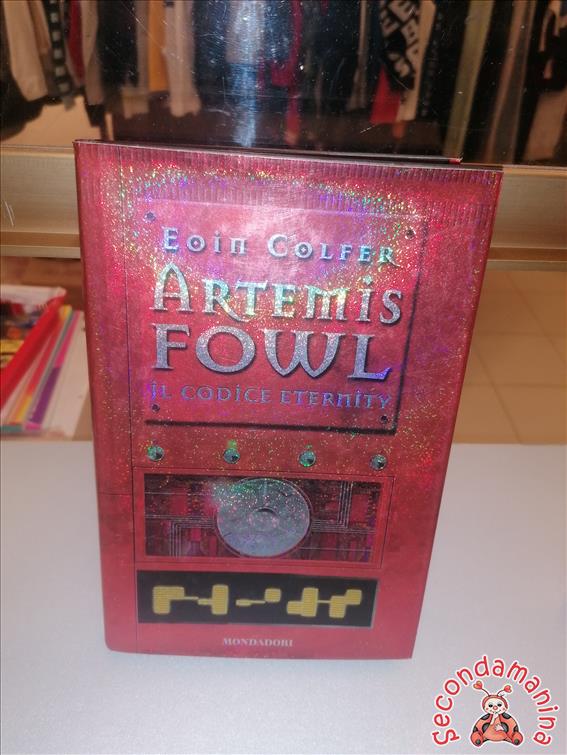 Eoin Colfer
Artemis
Fowl
il codice eternity
MONDADORI
Secondamanina